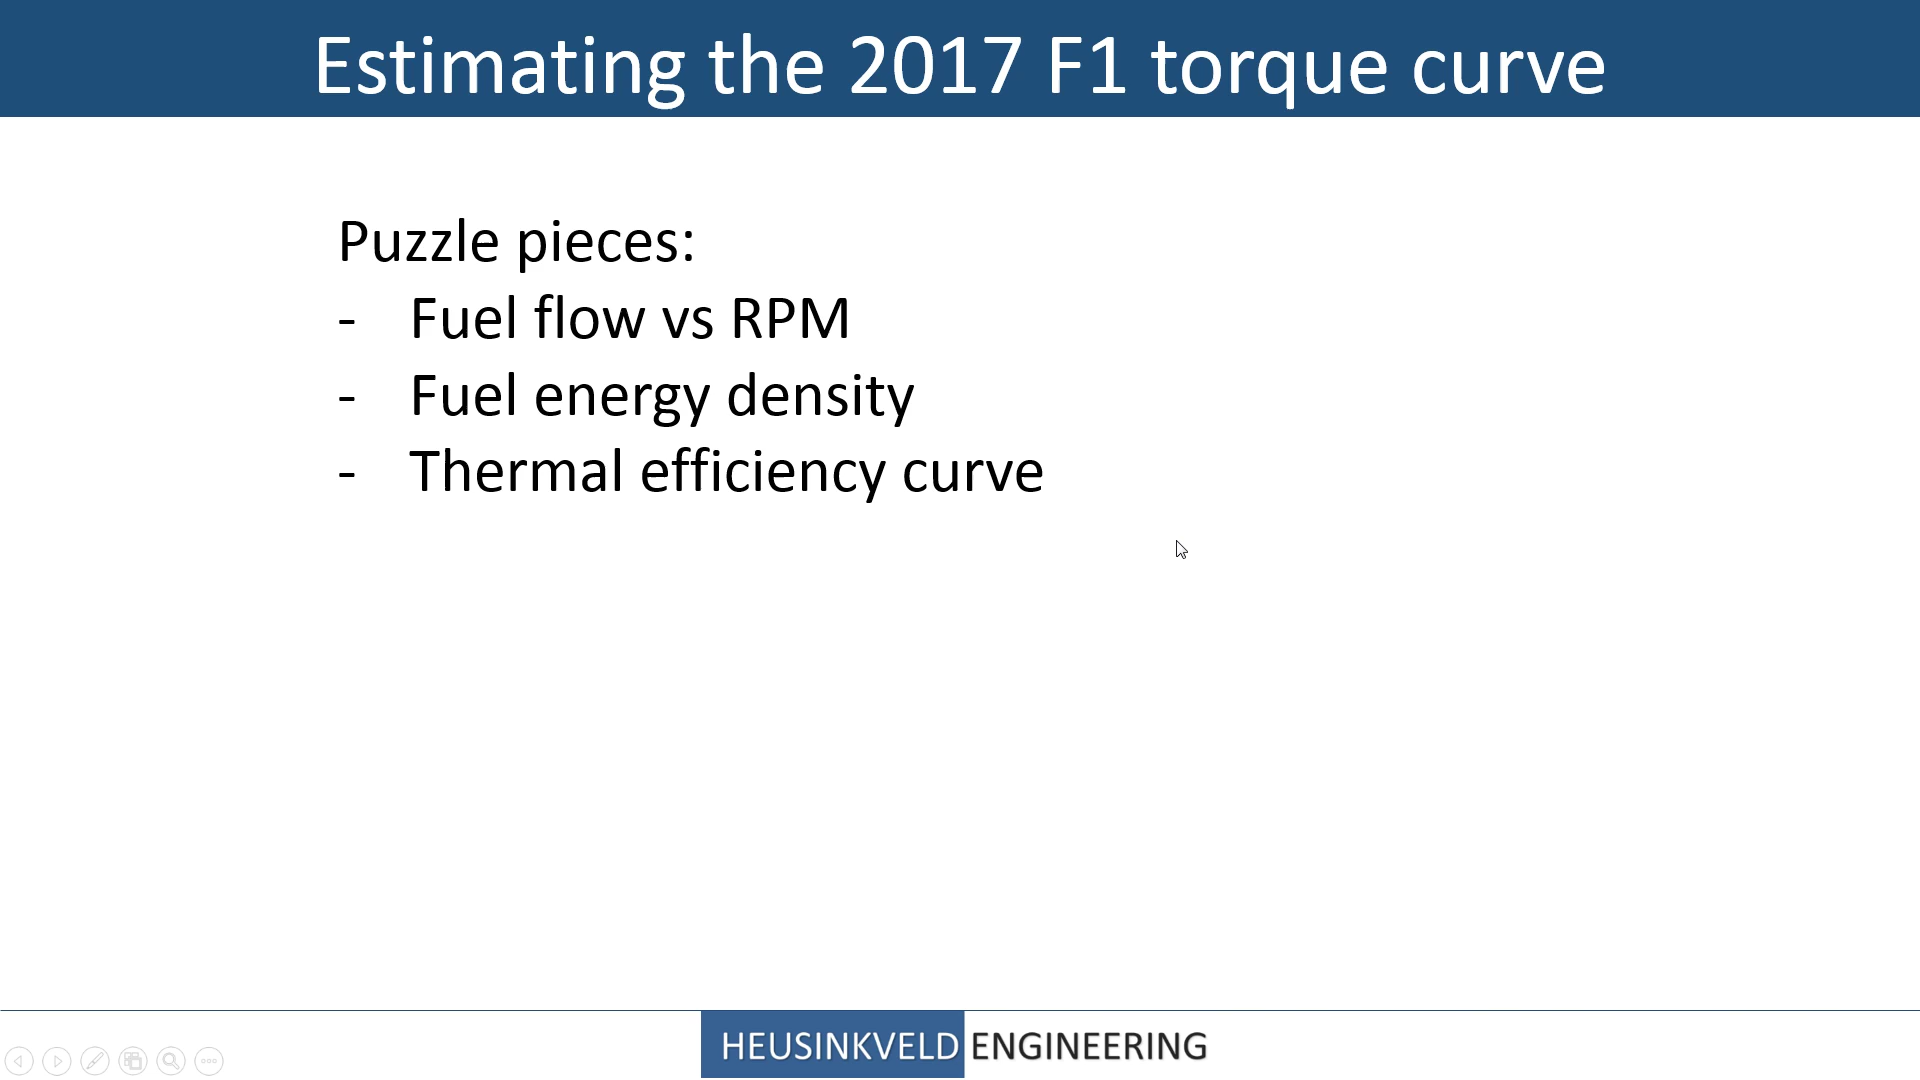 Estimating the 2017 F1 torque curve
Puzzle pieces:
- Fuel flow vs RPM
- Fuel energy density
- Thermal efficiency curve
HEUSINKVELD ENGINEERING